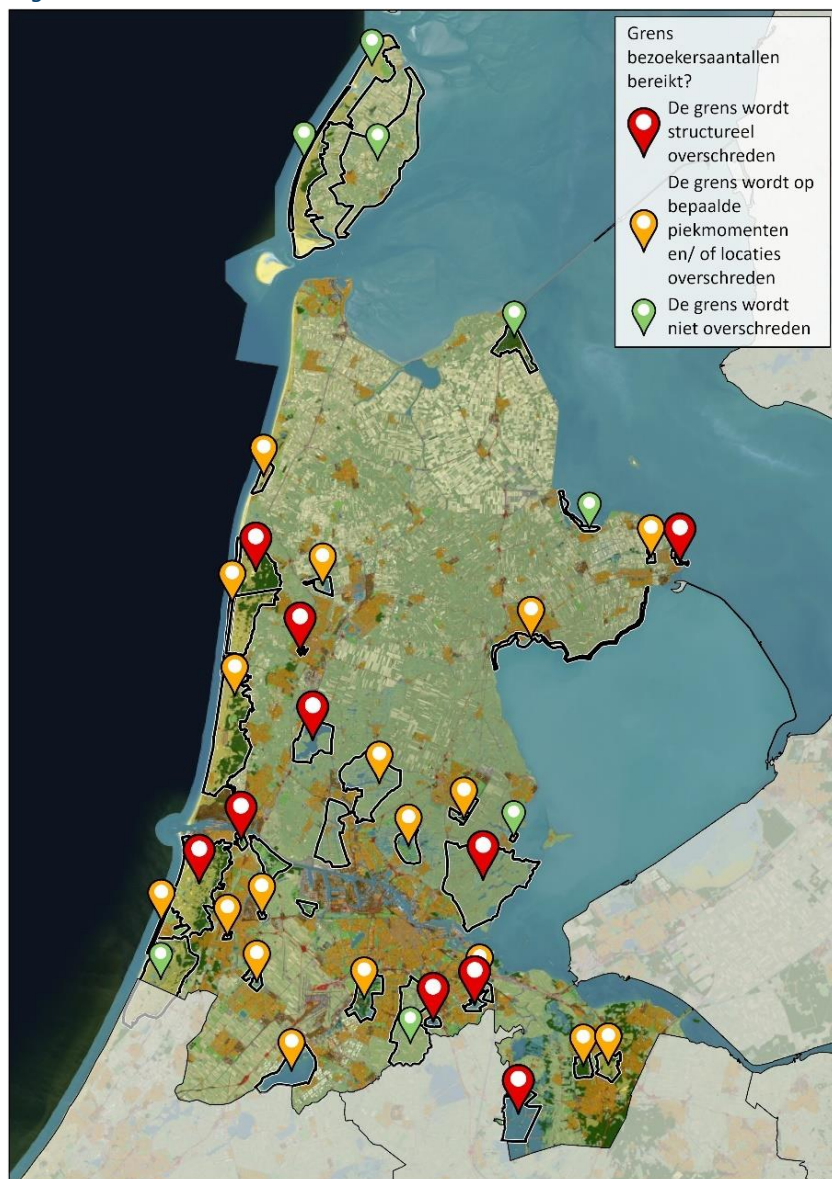 Grens
bezoekersaantallen
bereikt?
De grens wordt
structureel
overschreden
De grens wordt op
bepaalde
piekmomenten
en/ of locaties
overschreden
De grens wordt
niet overschreden